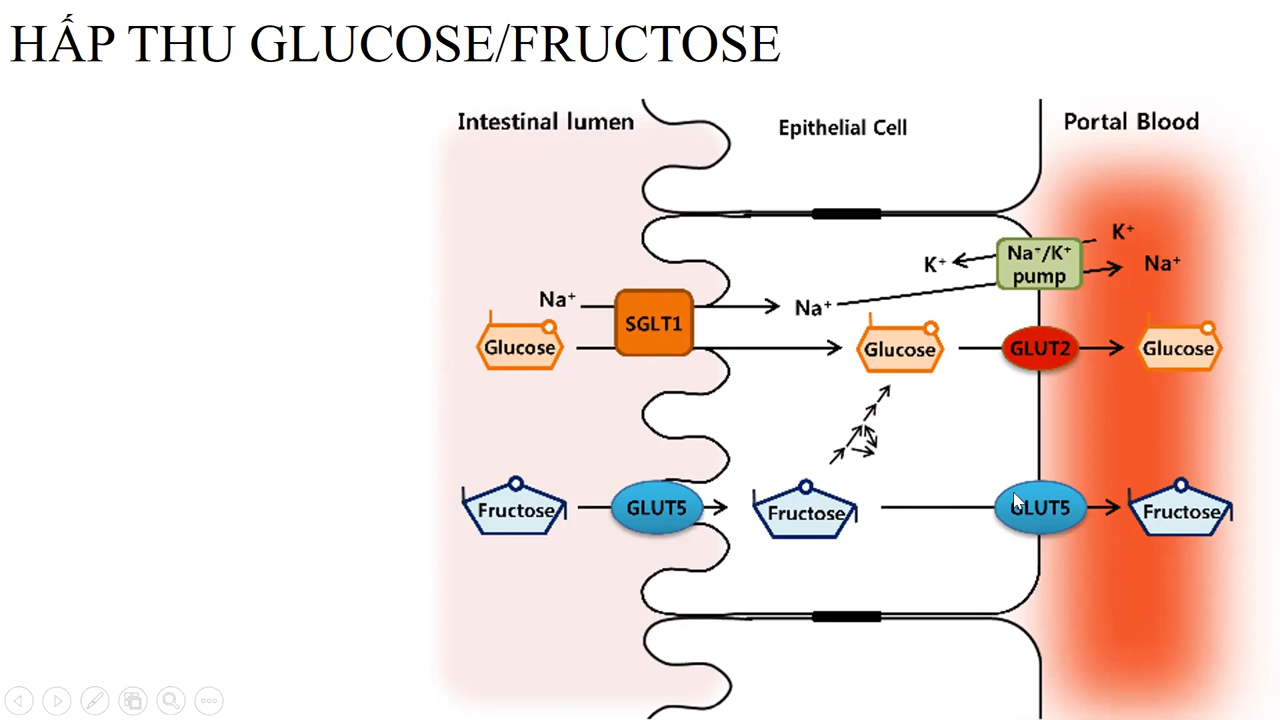 HẤP THU GLUCOSE/FRUCTOSE
Intestinal lumen
Epithelial Cell
Portal Blood
K⁺
Na⁺/K⁺
pump
K⁺
Na⁺
Na⁺
Na⁺
SGLT1
Glucose
Glucose
GLUT2
Glucose
Fructose
GLUT5
Fructose
GLUT5
Fructose